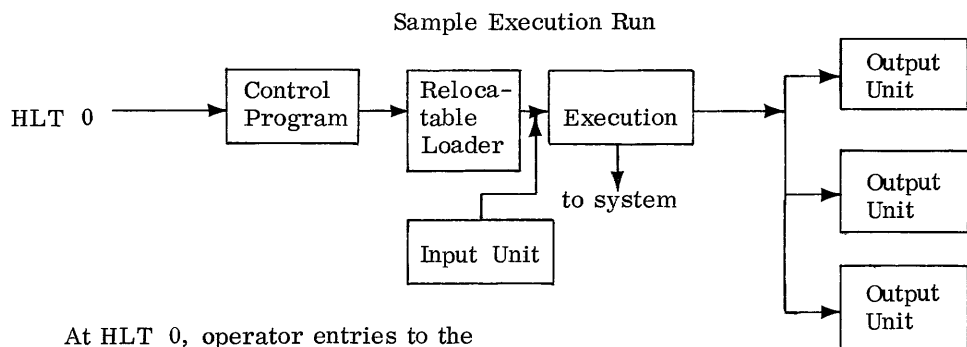 Sample Execution Run
HLT 0
Control
Program
Reloca-
table
Loader
Execution
to system
Input Unit
Output
Unit
Output
Unit
Output
Unit
At HLT 0, operator entries to the